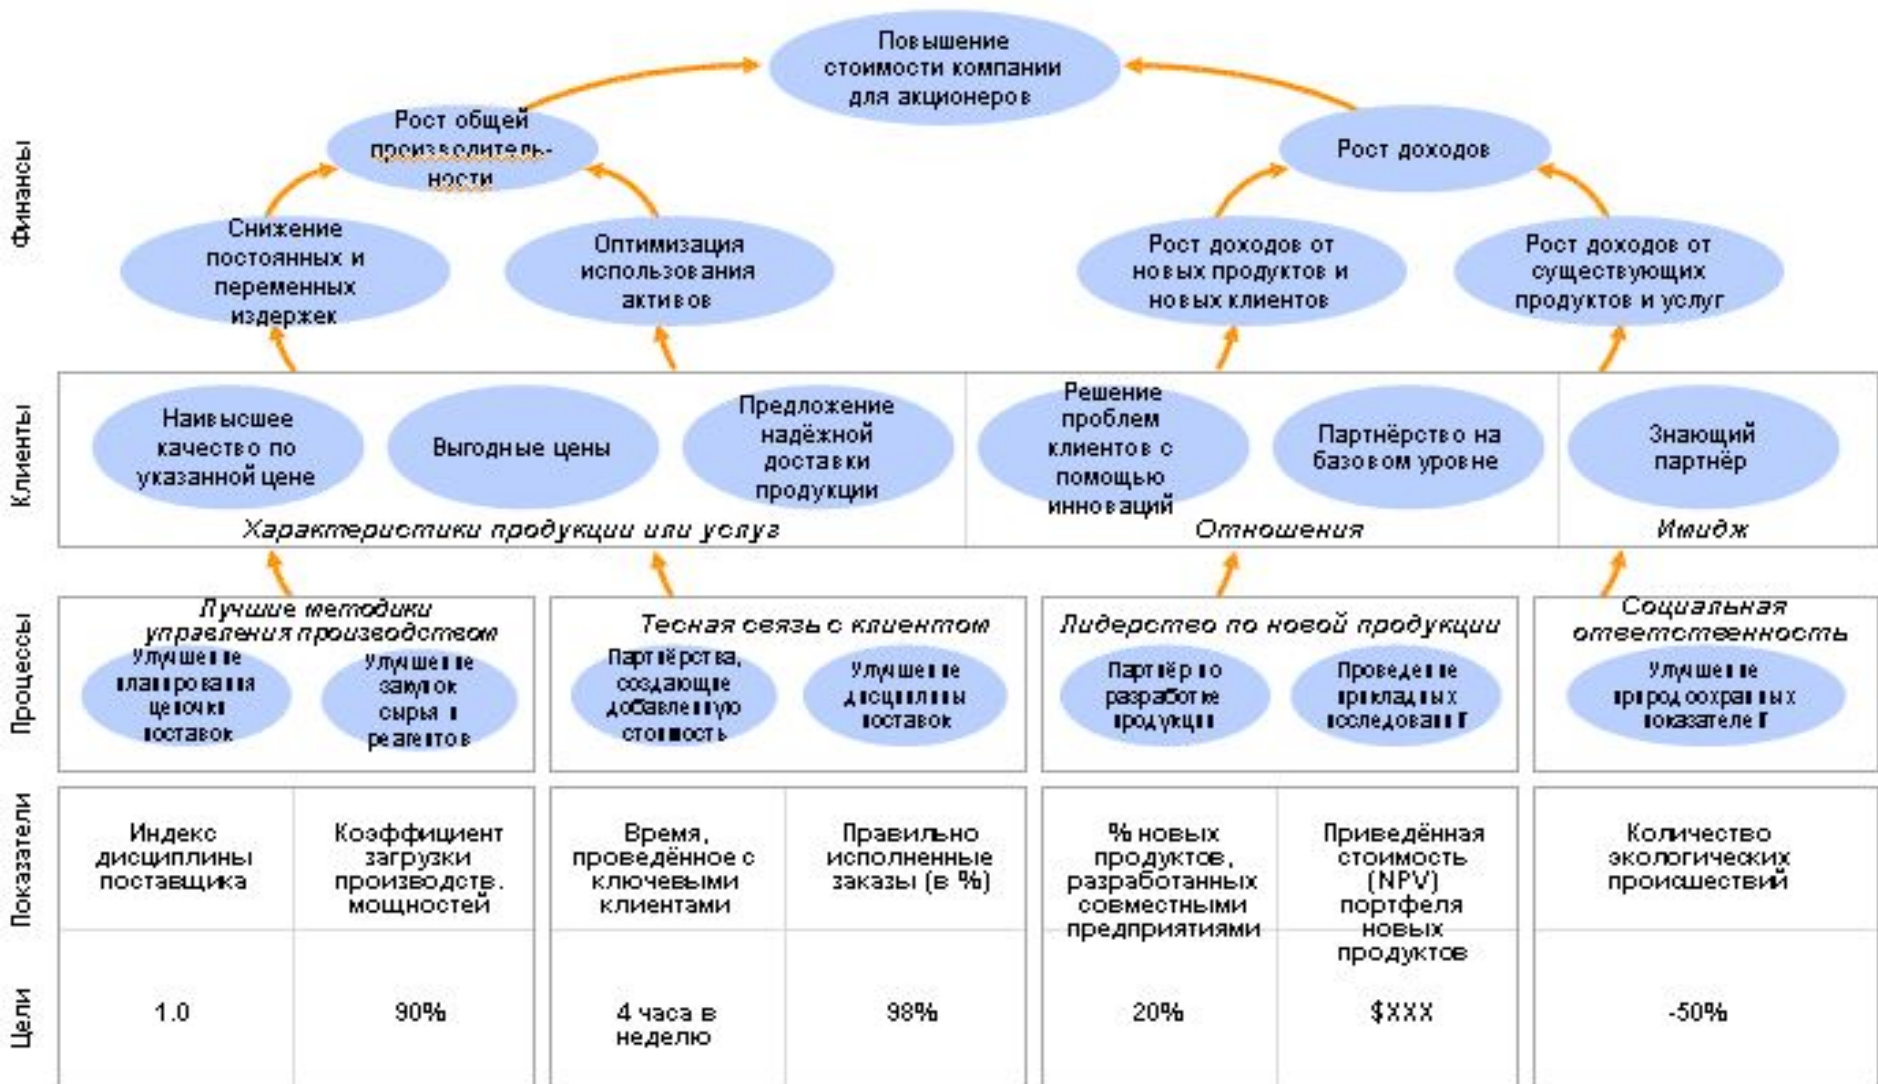 Повышение
стоимости компании
для акционеров
Рост общей
производитель-
ности
Рост доходов
Финансы
Снижение
постоянных и
переменных
издержек
Оптимизация
использования
активов
Рост доходов от
новых продуктов и
новых клиентов
Рост доходов от
существующих
продуктов и услуг
Клиенты
Наивысшее
качество по
указанной цене
Выгодные цены
Предложение
надёжной
доставки
продукции
Решение
проблем
клиентов с
помощью
инноваций
Партнёрство на
базовом уровне
Знающий
партнёр
Характеристики продукции или услуг
Отношения
Имидж
Процессы
Лучшие методики
управления производством
Улучшение
планирования
цепочки
поставок
Улучшение
закупок
сырья и
реагентов
Тесная связь с клиентом
Партнёрства,
создающие
добавленную
стоимость
Улучшение
дисциплины
поставок
Лидерство по новой продукции
Партнёр по
разработке
продукции
Проведение
прикладных
исследований
Социальная
ответственность
Улучшение
природоохранных
показателей
Показатели
Индекс
дисциплины
поставщика
Коэффициент
загрузки
производств.
мощностей
Время,
проведённое с
ключевыми
клиентами
Правильно
исполненные
заказы (в %)
% новых
продуктов,
разработанных
совместными
предприятиями
Приведённая
стоимость
(NPV)
портфеля
новых
продуктов
Количество
экологических
происшествий
Цели
1.0
90%
4 часа в
неделю
98%
20%
$XXX
-50%